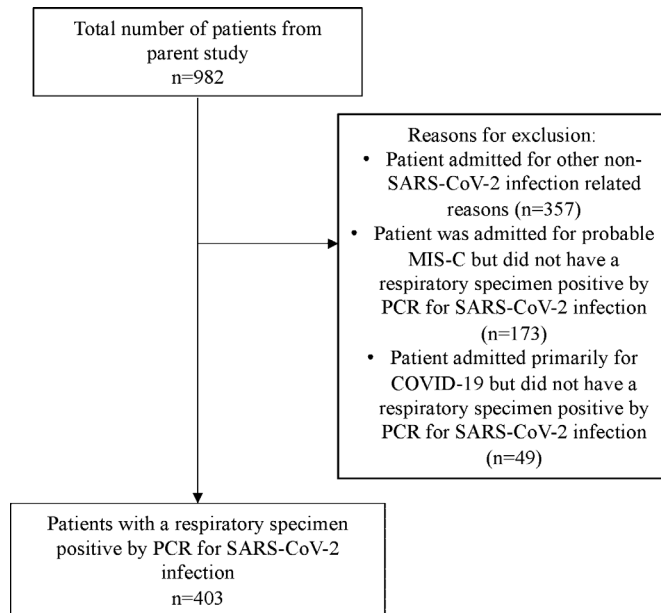 Total number of patients from
parent study
n=982
Reasons for exclusion:
• Patient admitted for other non-
SARS-CoV-2 infection related
reasons (n=357)
• Patient was admitted for probable
MIS-C but did not have a
respiratory specimen positive by
PCR for SARS-CoV-2 infection
(n=173)
• Patient admitted primarily for
COVID-19 but did not have a
respiratory specimen positive by
PCR for SARS-CoV-2 infection
(n=49)
Patients with a respiratory specimen
positive by PCR for SARS-CoV-2
infection
n=403